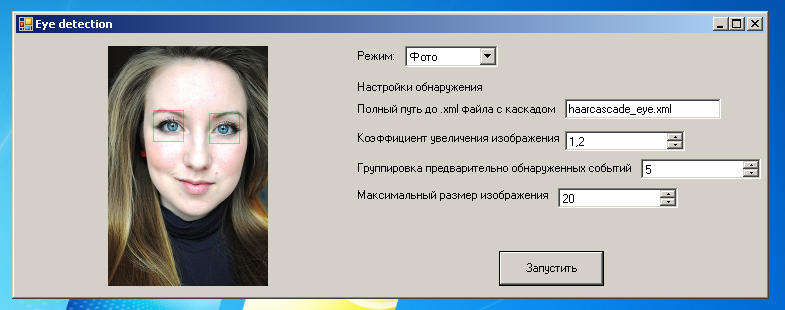 Eye detection
Режим: Фото
Настройки обнаружения
Полный путь до .xml файла с каскадом haarcascade_eye.xml
Коэффициент увеличения изображения 1,2
Группировка предварительно обнаруженных событий 5
Максимальный размер изображения 20
Запустить